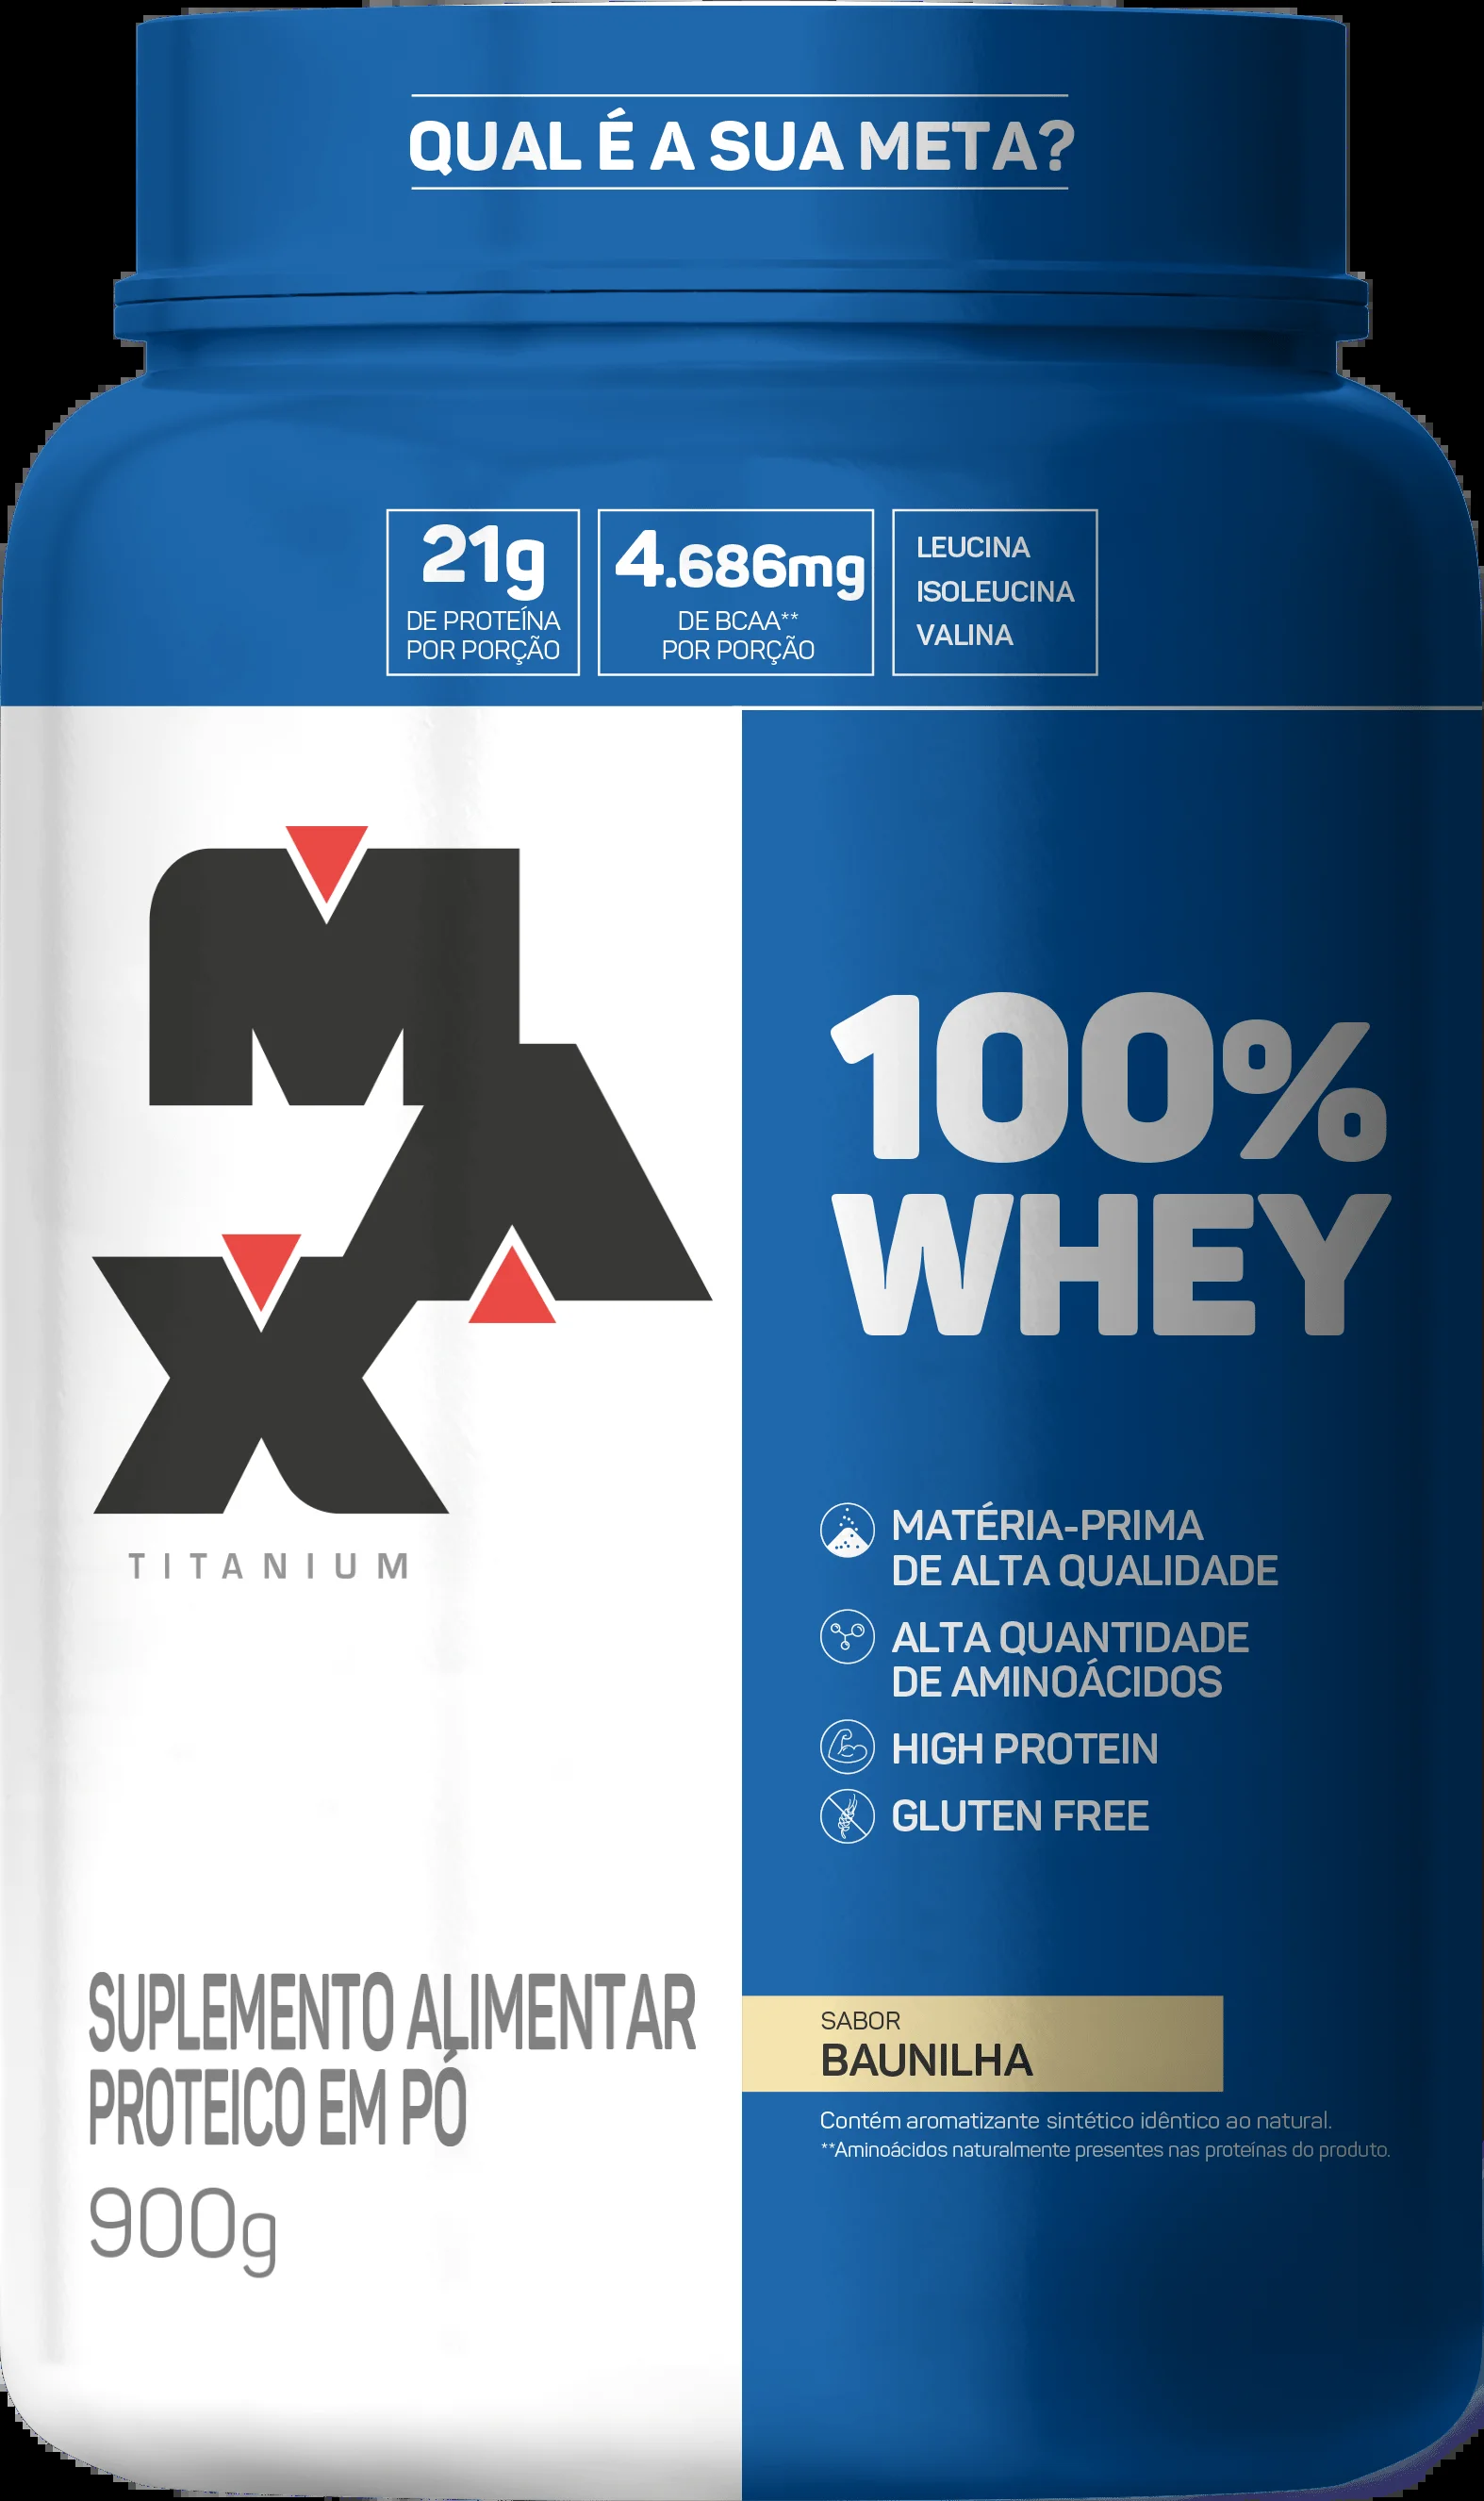 QUAL É A SUA META?
21g
DE PROTEÍNA
POR PORÇÃO
4.686mg
DE BCAA**
POR PORÇÃO
LEUCINA
ISOLEUCINA
VALINA
MAX
TITANIUM
100%
WHEY
MATÉRIA-PRIMA
DE ALTA QUALIDADE
ALTA QUANTIDADE
DE AMINOÁCIDOS
HIGH PROTEIN
GLUTEN FREE
SUPLEMENTO ALIMENTAR
PROTEICO EM PÓ
900g
SABOR
BAUNILHA
Contém aromatizante sintético idêntico ao natural.
**Aminoácidos naturalmente presentes nas proteínas do produto.